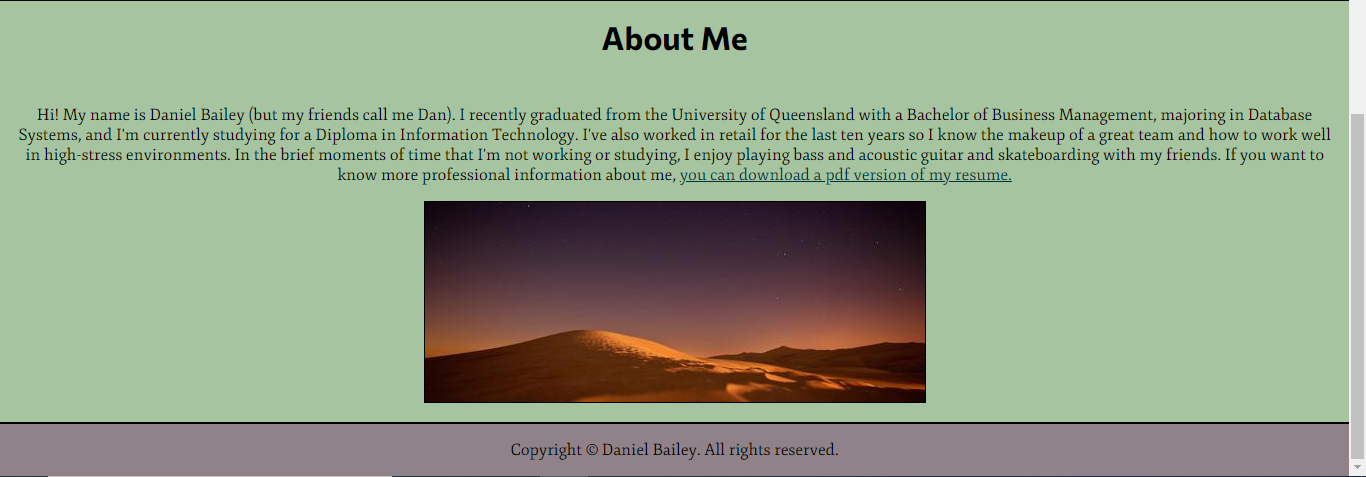 About Me
Hi! My name is Daniel Bailey (but my friends call me Dan). I recently graduated from the University of Queensland with a Bachelor of Business Management, majoring in Database
Systems, and I'm currently studying for a Diploma in Information Technology. I've also worked in retail for the last ten years so I know the makeup of a great team and how to work well
in high-stress environments. In the brief moments of time that I'm not working or studying, I enjoy playing bass and acoustic guitar and skateboarding with my friends. If you want to
know more professional information about me, you can download a pdf version of my resume.
Copyright © Daniel Bailey. All rights reserved.